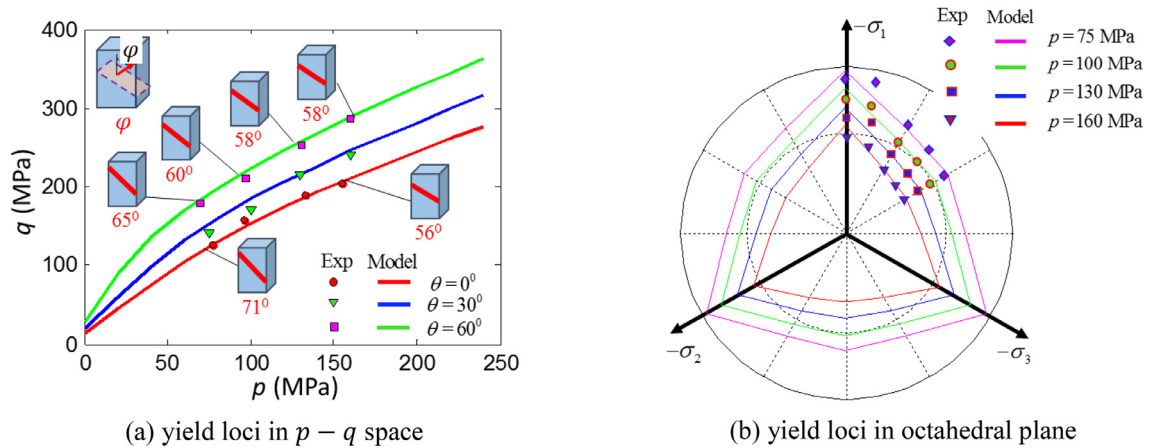 400
300
200
100
0
q (MPa)
φ
φ
65⁰
60⁰
58⁰
58⁰
71⁰
56⁰
Exp Model
θ = 0⁰
θ = 30⁰
θ = 60⁰
0 50 100 150 200 250
p (MPa)
(a) yield loci in p − q space
−σ₁
Exp Model
p = 75 MPa
p = 100 MPa
p = 130 MPa
p = 160 MPa
−σ₂
−σ₃
(b) yield loci in octahedral plane